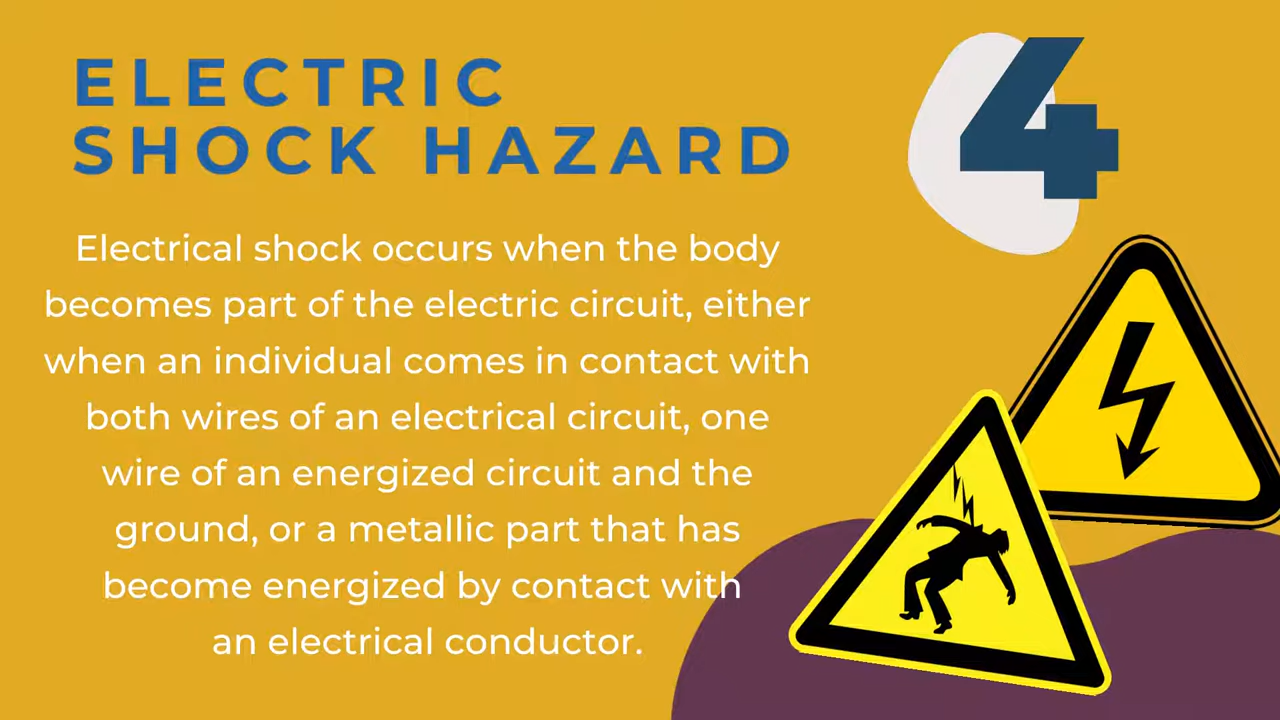 ELECTRIC
SHOCK HAZARD
4
Electrical shock occurs when the body
becomes part of the electric circuit, either
when an individual comes in contact with
both wires of an electrical circuit, one
wire of an energized circuit and the
ground, or a metallic part that has
become energized by contact with
an electrical conductor.